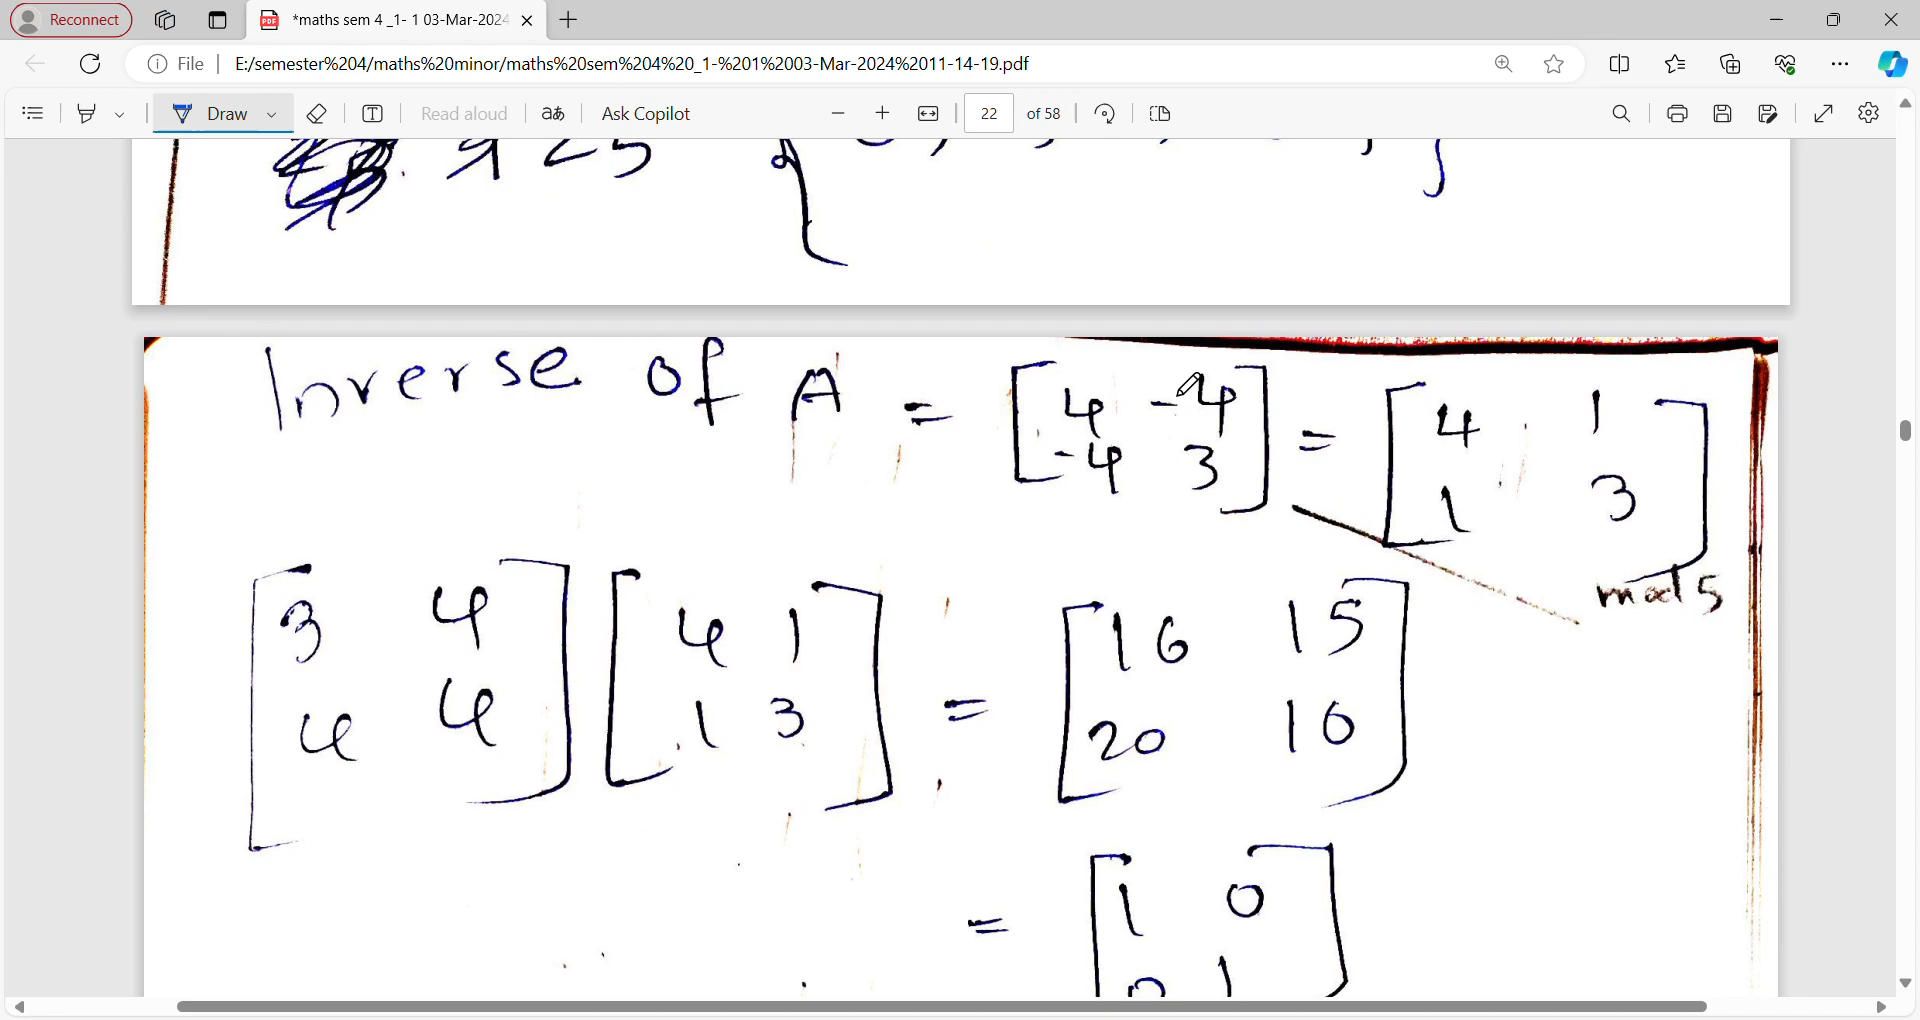 Reconnect
*maths sem 4 _1- 1 03-Mar-2024
File
E:/semester%204/maths%20minor/maths%20sem%204%20_1-%201%2003-Mar-2024%2011-14-19.pdf
Draw
Read aloud
aあ
Ask Copilot
22 of 58
Inverse of A = [4 -4 = [4 1
-4 3] 1 3]
mod 5
[3 4 [4 1 = [16 15
4 4] 1 3] 20 16]
= [1 0
0 1]